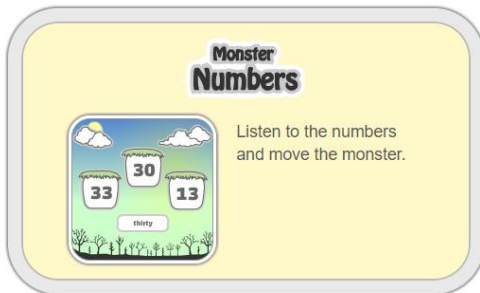 Monster
Numbers
Listen to the numbers
and move the monster.
30
33
13
thirty